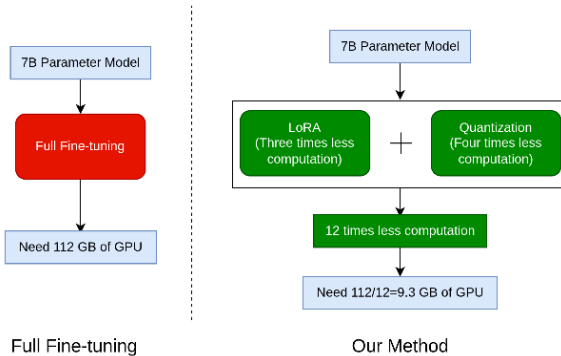 7B Parameter Model
Full Fine-tuning
Need 112 GB of GPU
Full Fine-tuning
7B Parameter Model
LoRA
(Three times less
computation)
Quantization
(Four times less
computation)
12 times less computation
Need 112/12=9.3 GB of GPU
Our Method